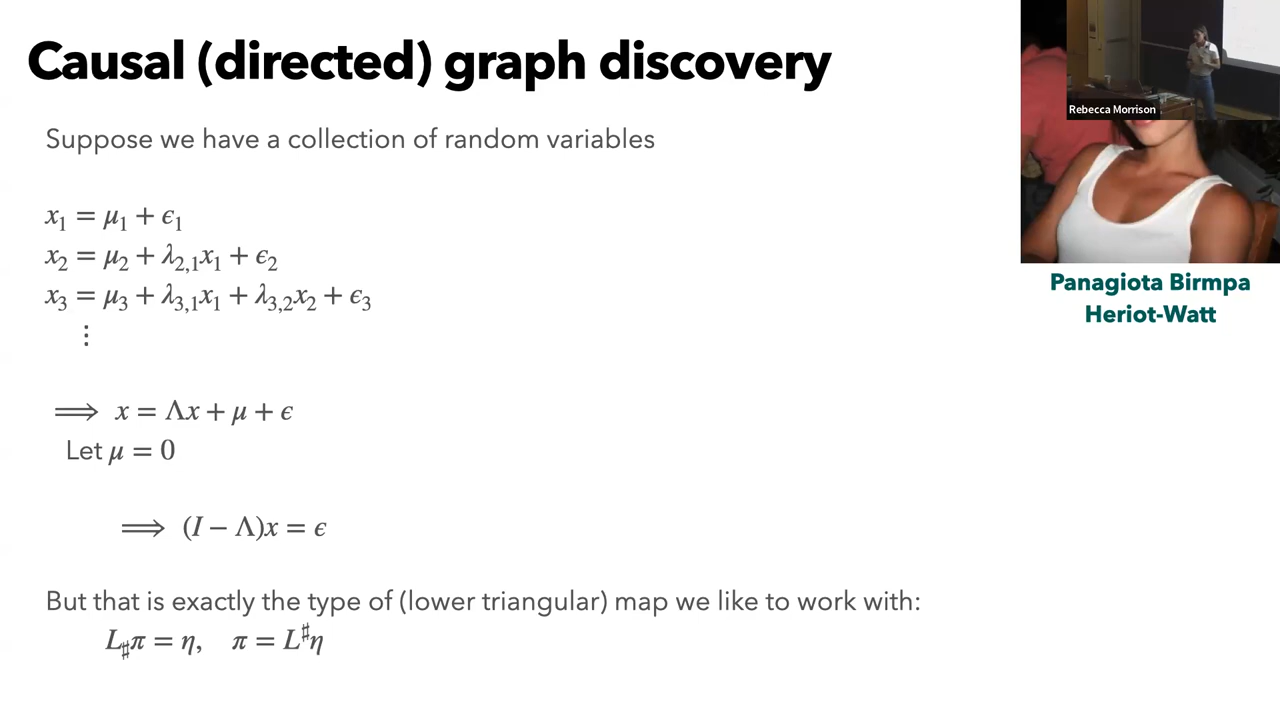 Causal (directed) graph discovery
Suppose we have a collection of random variables
x₁ = μ₁ + ϵ₁
x₂ = μ₂ + λ₂,₁x₁ + ϵ₂
x₃ = μ₃ + λ₃,₁x₁ + λ₃,₂x₂ + ϵ₃
⋮
⟹ x = Λx + μ + ϵ
Let μ = 0
⟹ (I − Λ)x = ϵ
But that is exactly the type of (lower triangular) map we like to work with:
L♯π = η, π = L♯η
Rebecca Morrison
Panagiota Birmpa
Heriot-Watt